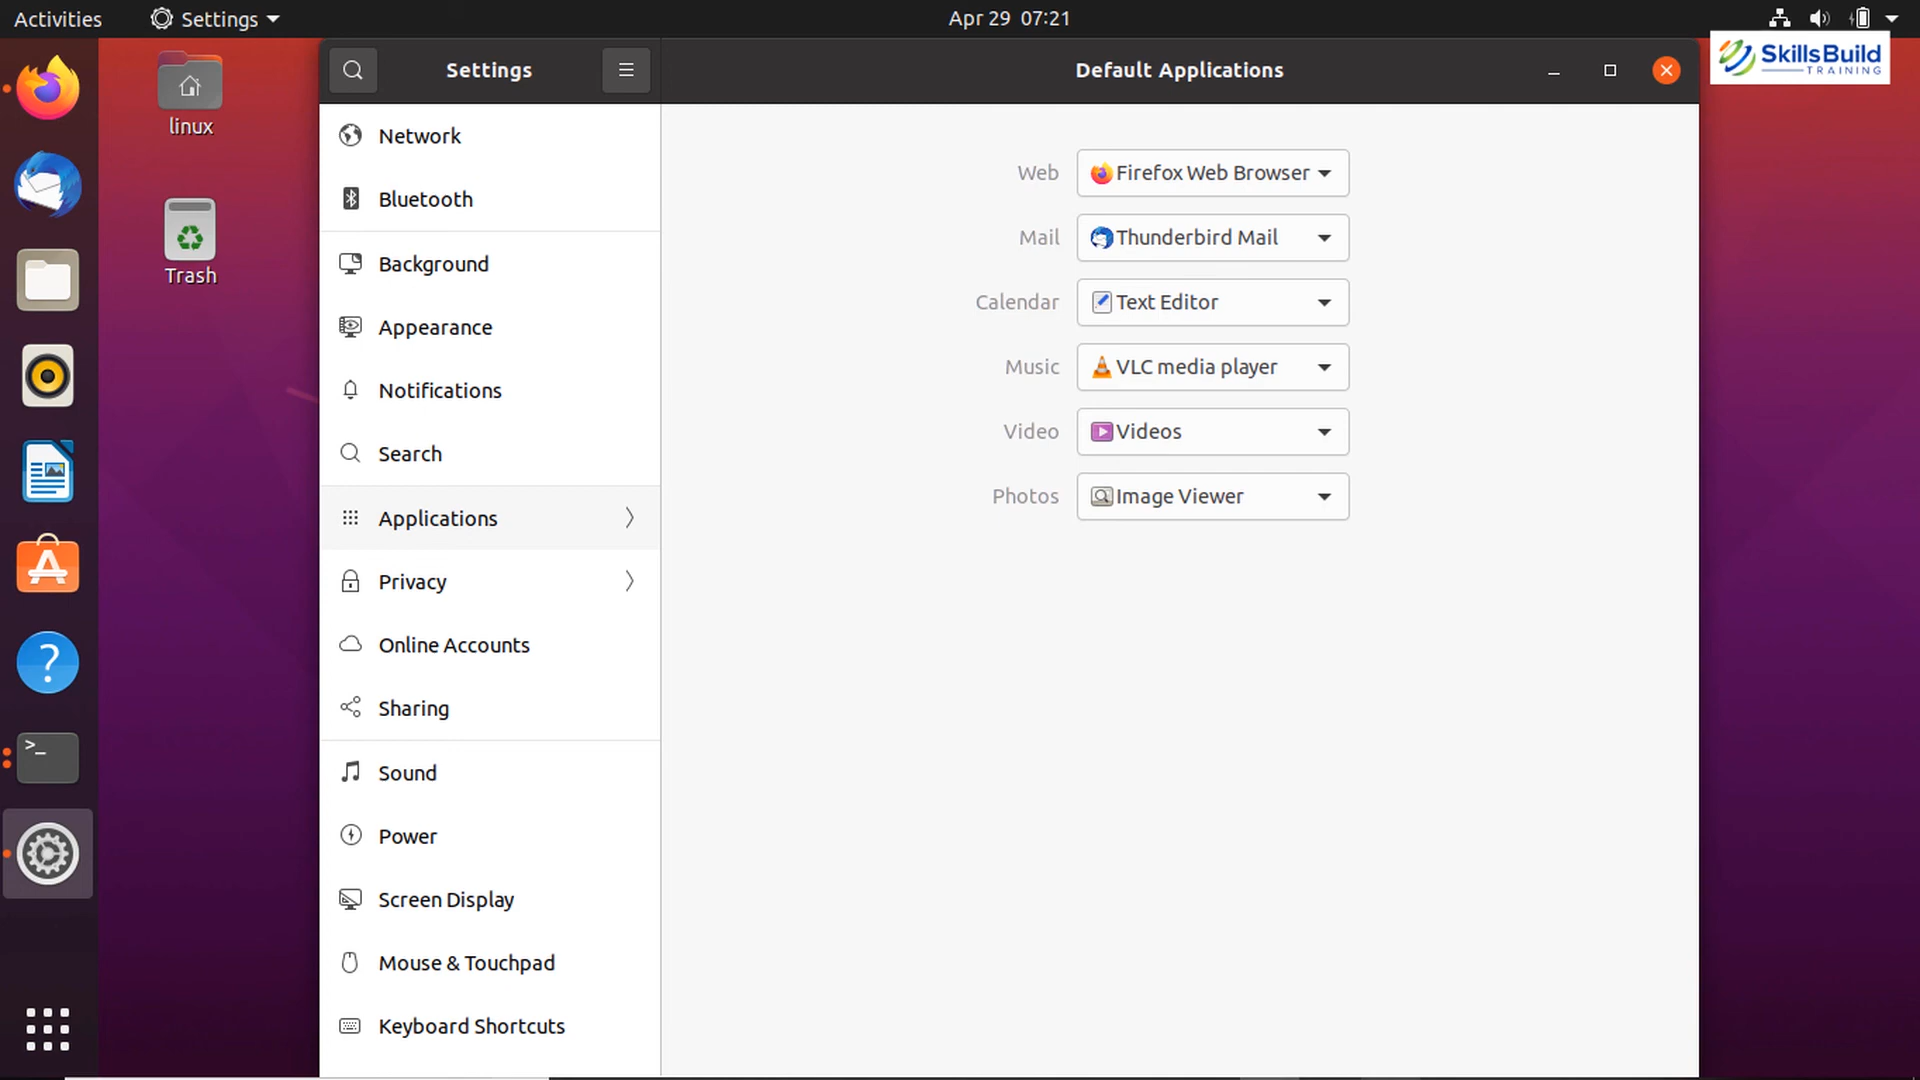 Activities
Settings
Apr 29 07:21
SkillsBuild
TRAINING
linux
Trash
Settings
Default Applications
Network
Bluetooth
Background
Appearance
Notifications
Search
Applications
Privacy
Online Accounts
Sharing
Sound
Power
Screen Display
Mouse & Touchpad
Keyboard Shortcuts
Web Firefox Web Browser
Mail Thunderbird Mail
Calendar Text Editor
Music VLC media player
Video Videos
Photos Image Viewer